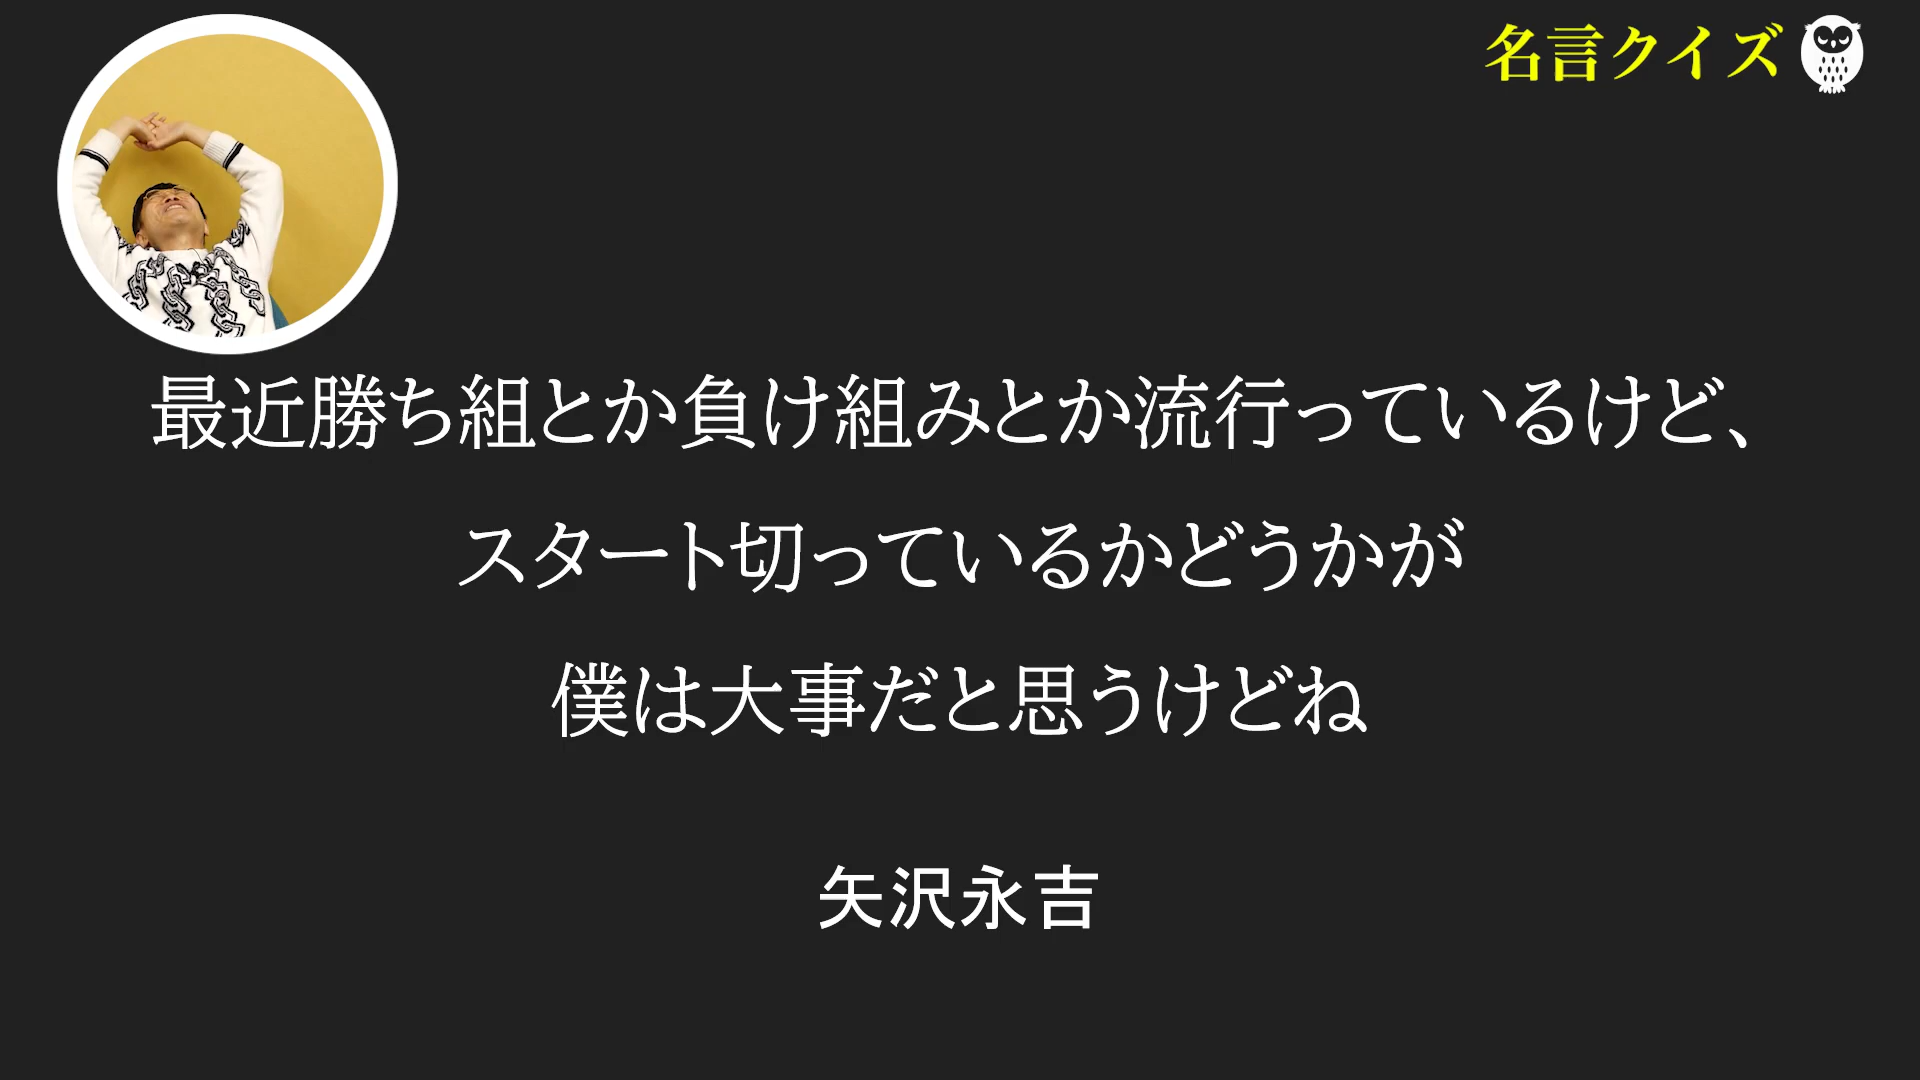 名言クイズ
最近勝ち組とか負け組みとか流行っているけど、
スタート切っているかどうかが
僕は大事だと思うけどね
矢沢永吉